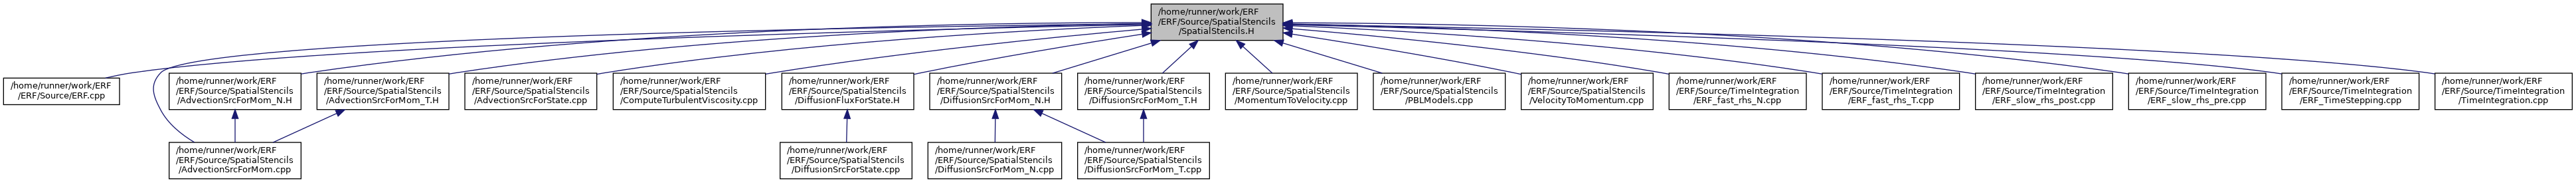 /home/runner/work/ERF
/ERF/Source/SpatialStencils
/SpatialStencils.H
/home/runner/work/ERF
/ERF/Source/ERF.cpp
/home/runner/work/ERF
/ERF/Source/SpatialStencils
/AdvectionSrcForMom_N.H
/home/runner/work/ERF
/ERF/Source/SpatialStencils
/AdvectionSrcForMom_T.H
/home/runner/work/ERF
/ERF/Source/SpatialStencils
/AdvectionSrcForState.cpp
/home/runner/work/ERF
/ERF/Source/SpatialStencils
/ComputeTurbulentViscosity.cpp
/home/runner/work/ERF
/ERF/Source/SpatialStencils
/DiffusionFluxForState.H
/home/runner/work/ERF
/ERF/Source/SpatialStencils
/DiffusionSrcForMom_N.H
/home/runner/work/ERF
/ERF/Source/SpatialStencils
/DiffusionSrcForMom_T.H
/home/runner/work/ERF
/ERF/Source/SpatialStencils
/MomentumToVelocity.cpp
/home/runner/work/ERF
/ERF/Source/SpatialStencils
/PBLModels.cpp
/home/runner/work/ERF
/ERF/Source/SpatialStencils
/VelocityToMomentum.cpp
/home/runner/work/ERF
/ERF/Source/TimeIntegration
/ERF_fast_rhs_N.cpp
/home/runner/work/ERF
/ERF/Source/TimeIntegration
/ERF_fast_rhs_T.cpp
/home/runner/work/ERF
/ERF/Source/TimeIntegration
/ERF_slow_rhs_post.cpp
/home/runner/work/ERF
/ERF/Source/TimeIntegration
/ERF_slow_rhs_pre.cpp
/home/runner/work/ERF
/ERF/Source/TimeIntegration
/ERF_TimeStepping.cpp
/home/runner/work/ERF
/ERF/Source/TimeIntegration
/TimeIntegration.cpp
/home/runner/work/ERF
/ERF/Source/SpatialStencils
/AdvectionSrcForMom.cpp
/home/runner/work/ERF
/ERF/Source/SpatialStencils
/DiffusionSrcForState.cpp
/home/runner/work/ERF
/ERF/Source/SpatialStencils
/DiffusionSrcForMom_N.cpp
/home/runner/work/ERF
/ERF/Source/SpatialStencils
/DiffusionSrcForMom_T.cpp